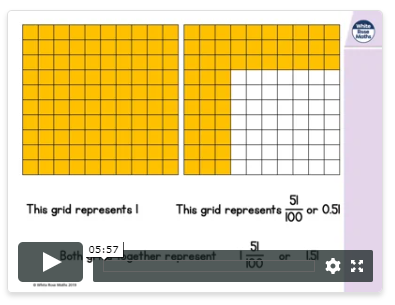 White
Rose
Maths
This grid represents 1
This grid represents 51/100 or 0.51
05:57
Both grids together represent 1 51/100 or 1.51
© White Rose Maths 2019